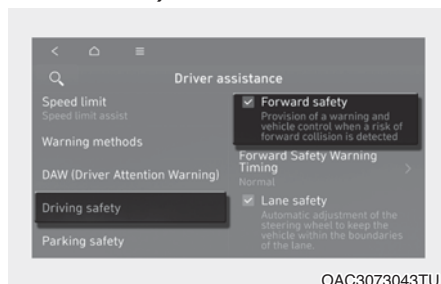 Driver assistance
Speed limit
Speed limit assist
Warning methods
DAW (Driver Attention Warning)
Driving safety
Parking safety
Forward safety
Provision of a warning and
vehicle control when a risk of
forward collision is detected
Forward Safety Warning
Timing
Normal
Lane safety
Automatic adjustment of the
steering wheel to keep the
vehicle within the boundaries
of the lane.
OAC3073043TU